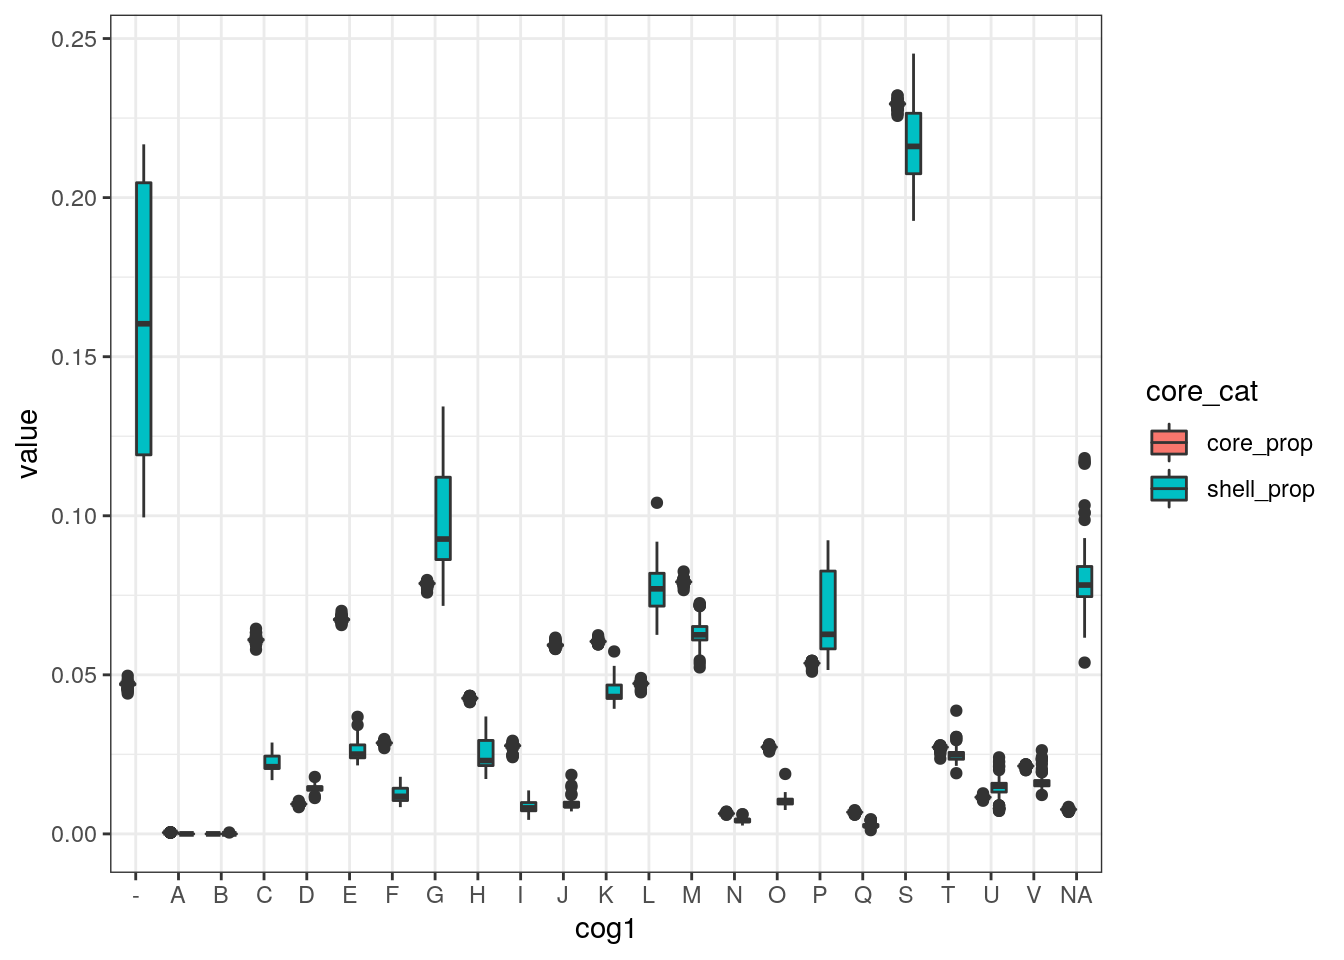 0.25
0.20
0.15
0.10
0.05
0.00
value
- A B C D E F G H I J K L M N O P Q S T U V NA
cog1
core_cat
core_prop
shell_prop